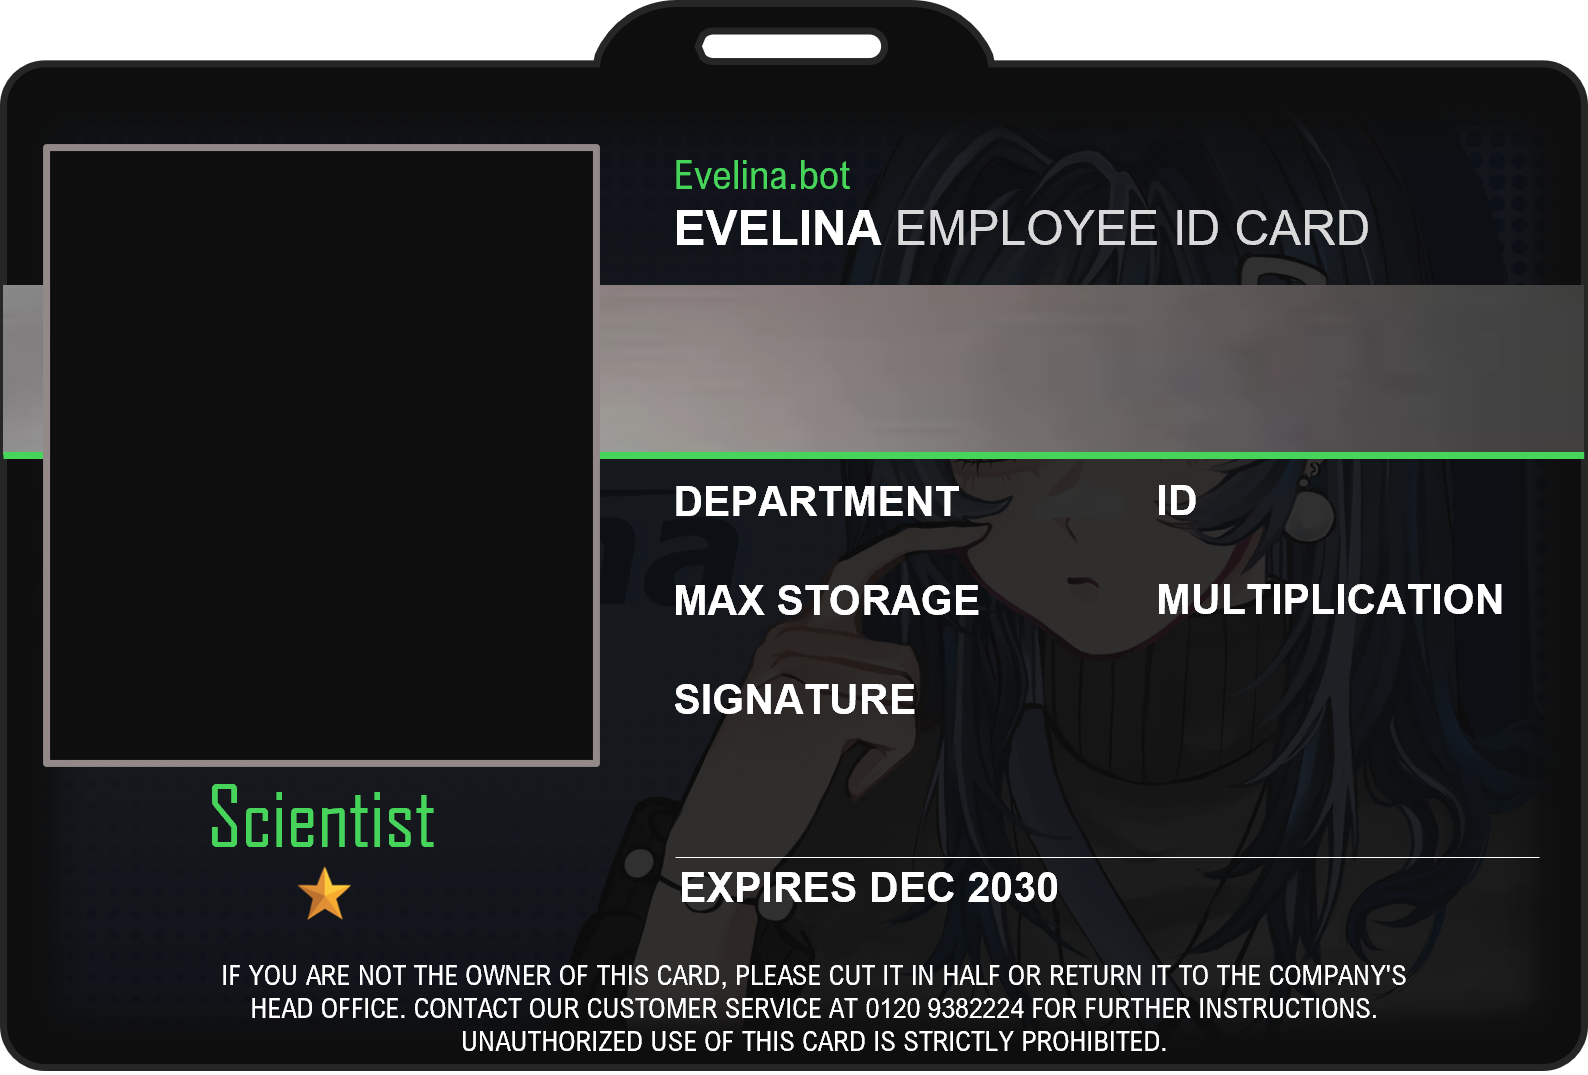 Evelina.bot
EVELINA EMPLOYEE ID CARD
DEPARTMENT ID
MAX STORAGE MULTIPLICATION
SIGNATURE
Scientist
EXPIRES DEC 2030
IF YOU ARE NOT THE OWNER OF THIS CARD, PLEASE CUT IT IN HALF OR RETURN IT TO THE COMPANY'S
HEAD OFFICE. CONTACT OUR CUSTOMER SERVICE AT 0120 9382224 FOR FURTHER INSTRUCTIONS.
UNAUTHORIZED USE OF THIS CARD IS STRICTLY PROHIBITED.